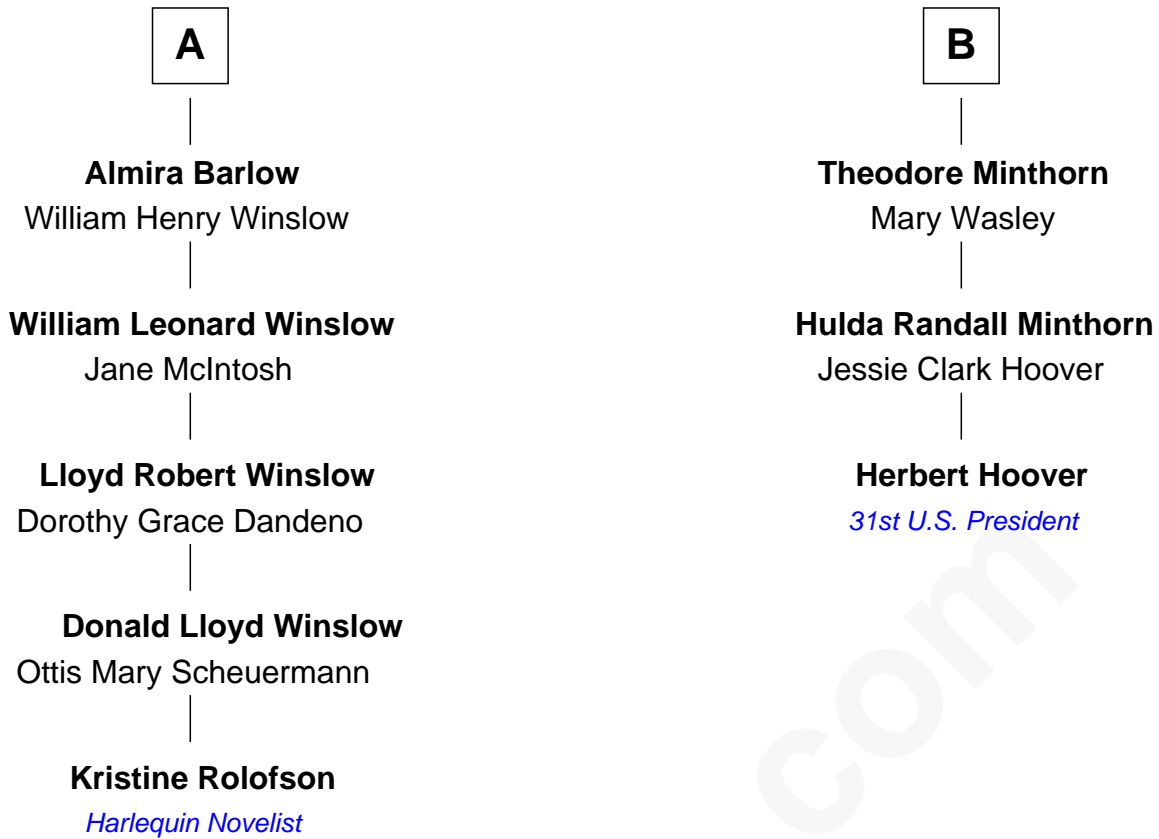 A
Almira Barlow
William Henry Winslow
William Leonard Winslow
Jane McIntosh
Lloyd Robert Winslow
Dorothy Grace Dandeno
Donald Lloyd Winslow
Ottis Mary Scheuermann
Kristine Rolofson
Harlequin Novelist
B
Theodore Minthorn
Mary Wasley
Hulda Randall Minthorn
Jessie Clark Hoover
Herbert Hoover
31st U.S. President
com